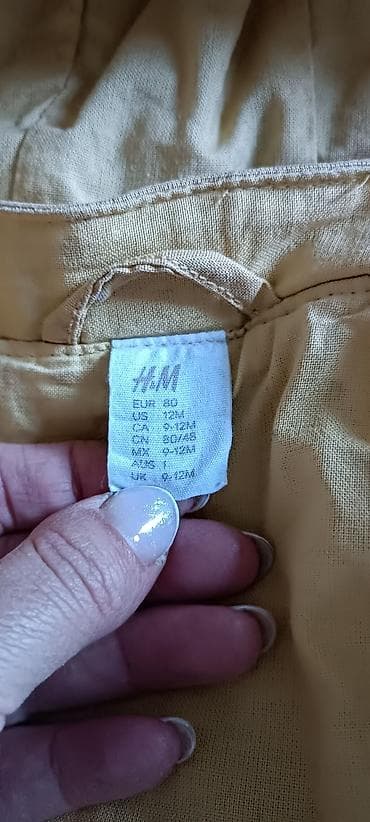 H&M
EUR 80
US 12M
CA 9-12M
CN 80/48
MX 9-12M
AUS 1
UK 9-12M